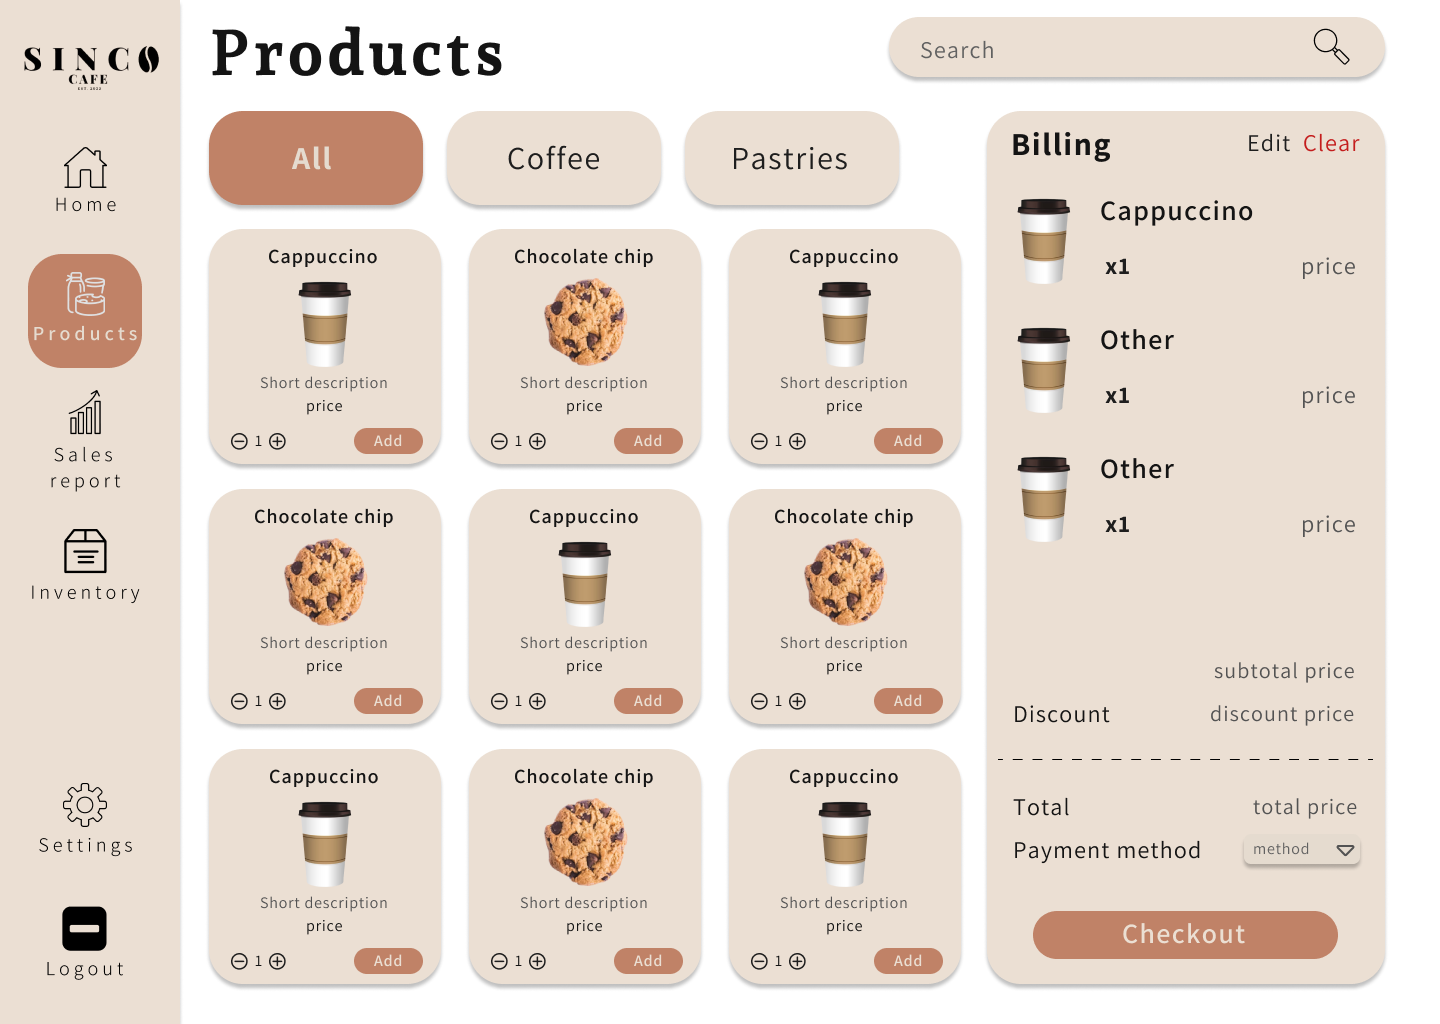 SINCO
CAFE
EST. 2022
Home
Products
Sales
report
Inventory
Settings
Logout
Products
Search
All
Coffee
Pastries
Cappuccino
Short description
price
1
Add
Chocolate chip
Short description
price
1
Add
Cappuccino
Short description
price
1
Add
Chocolate chip
Short description
price
1
Add
Cappuccino
Short description
price
1
Add
Chocolate chip
Short description
price
1
Add
Cappuccino
Short description
price
1
Add
Chocolate chip
Short description
price
1
Add
Cappuccino
Short description
price
1
Add
Billing
Edit Clear
Cappuccino
x1 price
Other
x1 price
Other
x1 price
subtotal price
Discount discount price
Total total price
Payment method method
Checkout